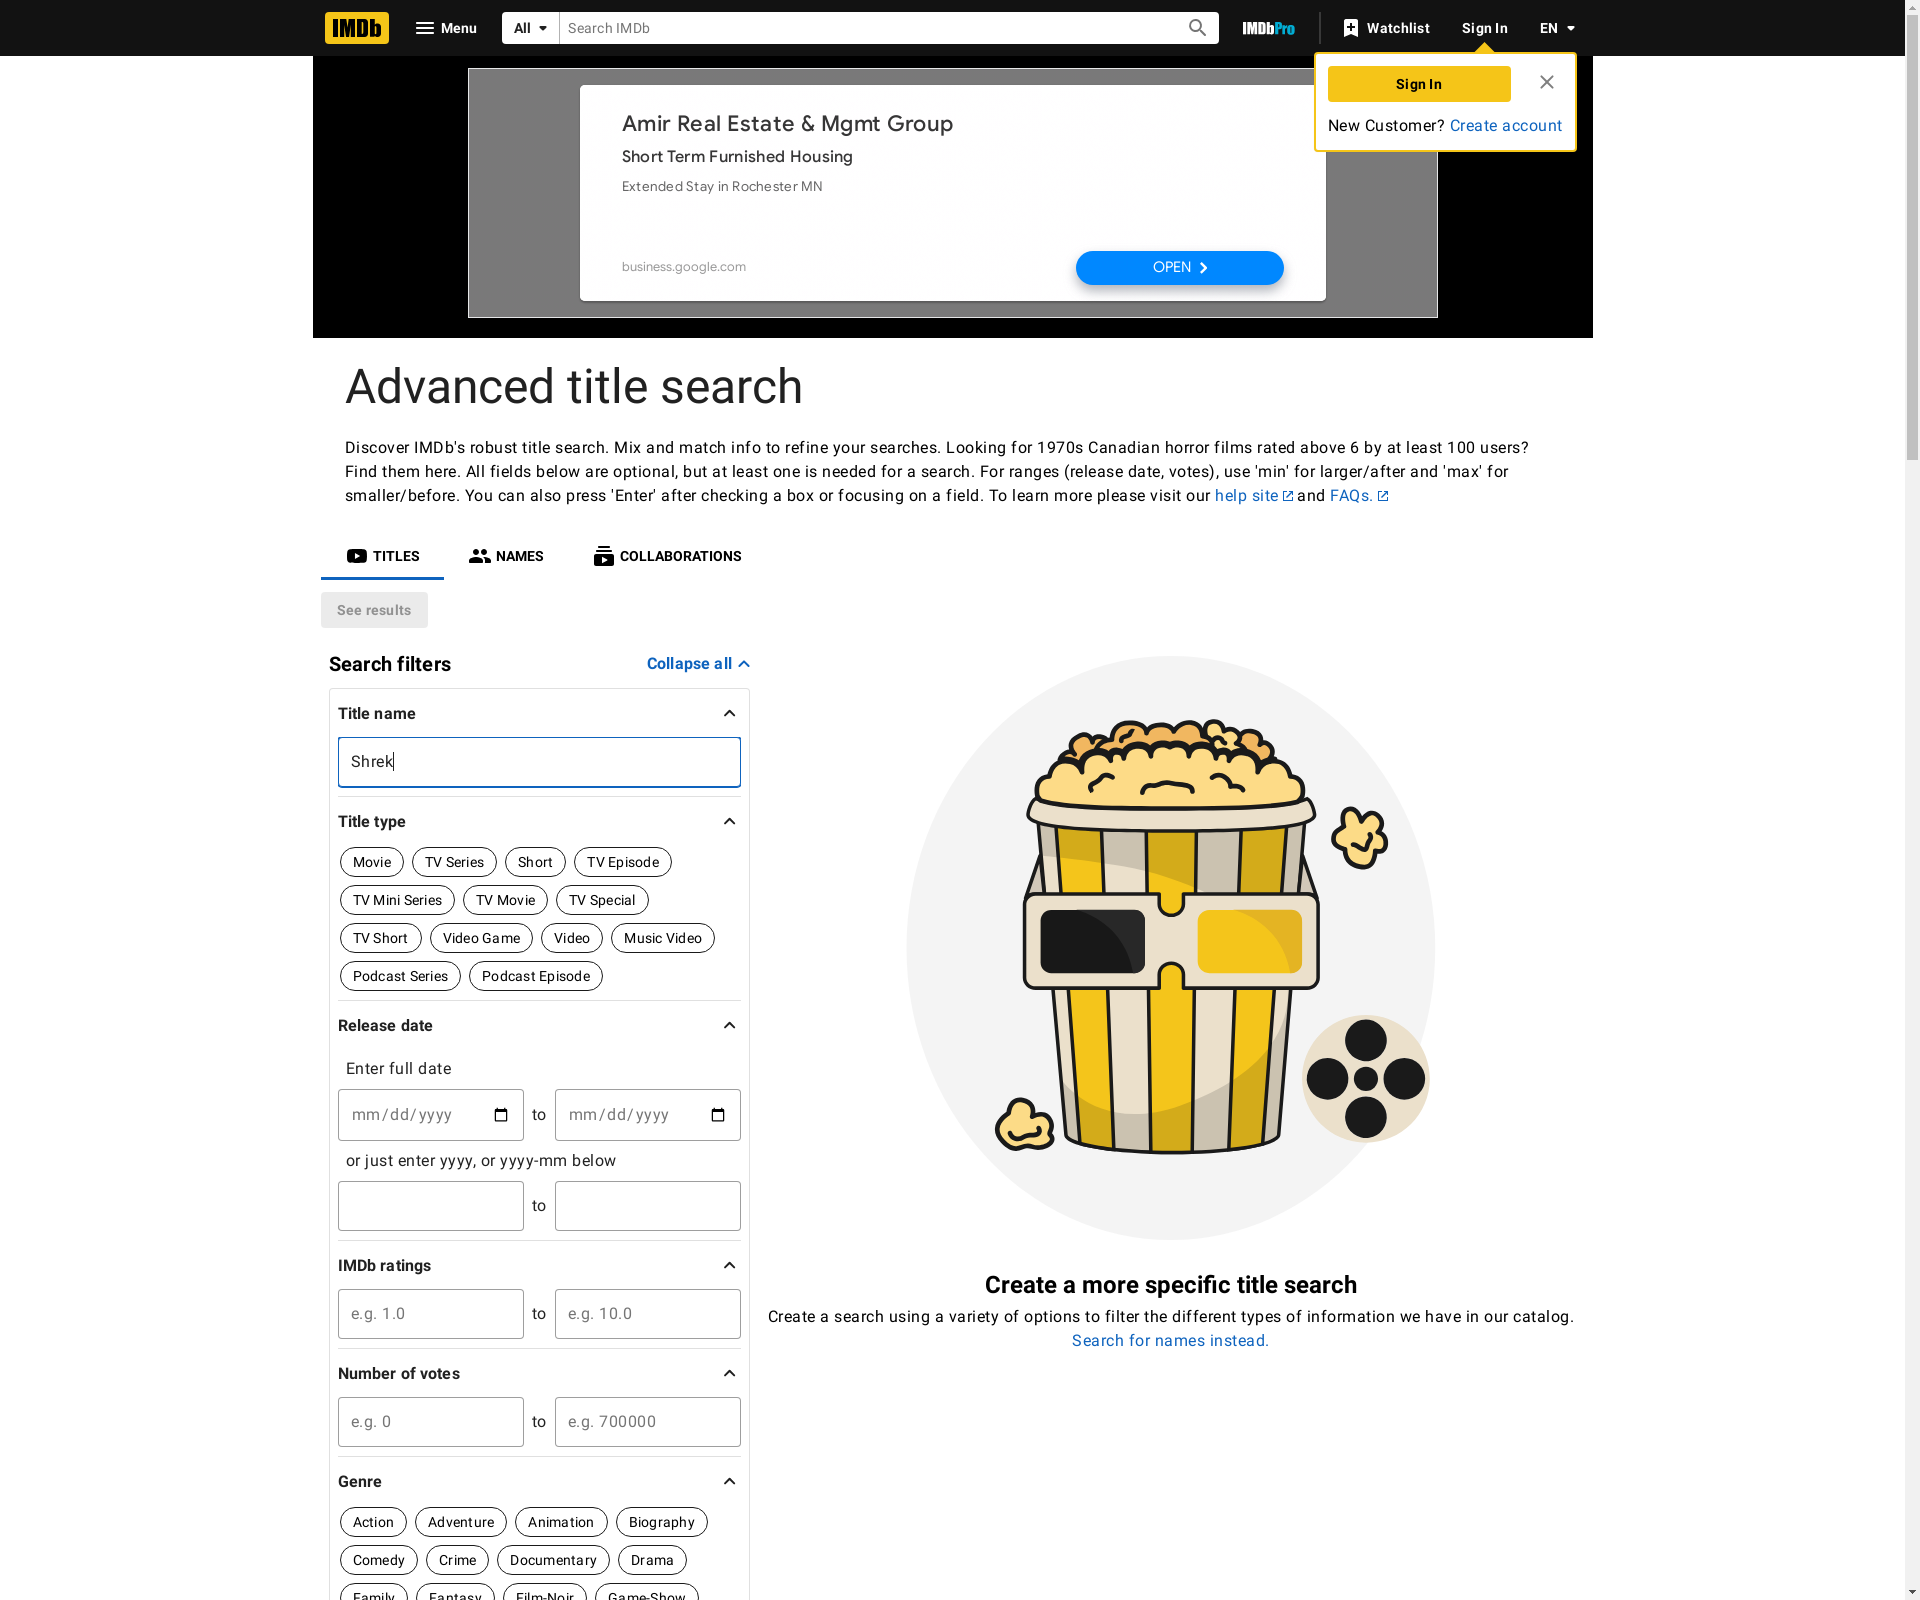 IMDb
Menu
All
Search IMDb
IMDbPro
Watchlist
Sign In
EN
Sign In
New Customer? Create account
Amir Real Estate & Mgmt Group
Short Term Furnished Housing
Extended Stay in Rochester MN
business.google.com
OPEN
Advanced title search
Discover IMDb's robust title search. Mix and match info to refine your searches. Looking for 1970s Canadian horror films rated above 6 by at least 100 users?
Find them here. All fields below are optional, but at least one is needed for a search. For ranges (release date, votes), use 'min' for larger/after and 'max' for
smaller/before. You can also press 'Enter' after checking a box or focusing on a field. To learn more please visit our help site and FAQs.
TITLES
NAMES
COLLABORATIONS
See results
Search filters
Collapse all
Title name
Shrek
Title type
Movie TV Series Short TV Episode
TV Mini Series TV Movie TV Special
TV Short Video Game Video Music Video
Podcast Series Podcast Episode
Release date
Enter full date
mm/dd/yyyy to mm/dd/yyyy
or just enter yyyy, or yyyy-mm below
to
IMDb ratings
e.g. 1.0 to e.g. 10.0
Number of votes
e.g. 0 to e.g. 700000
Genre
Action Adventure Animation Biography
Comedy Crime Documentary Drama
Family Fantasy Film-Noir Game-Show
Create a more specific title search
Create a search using a variety of options to filter the different types of information we have in our catalog.
Search for names instead.